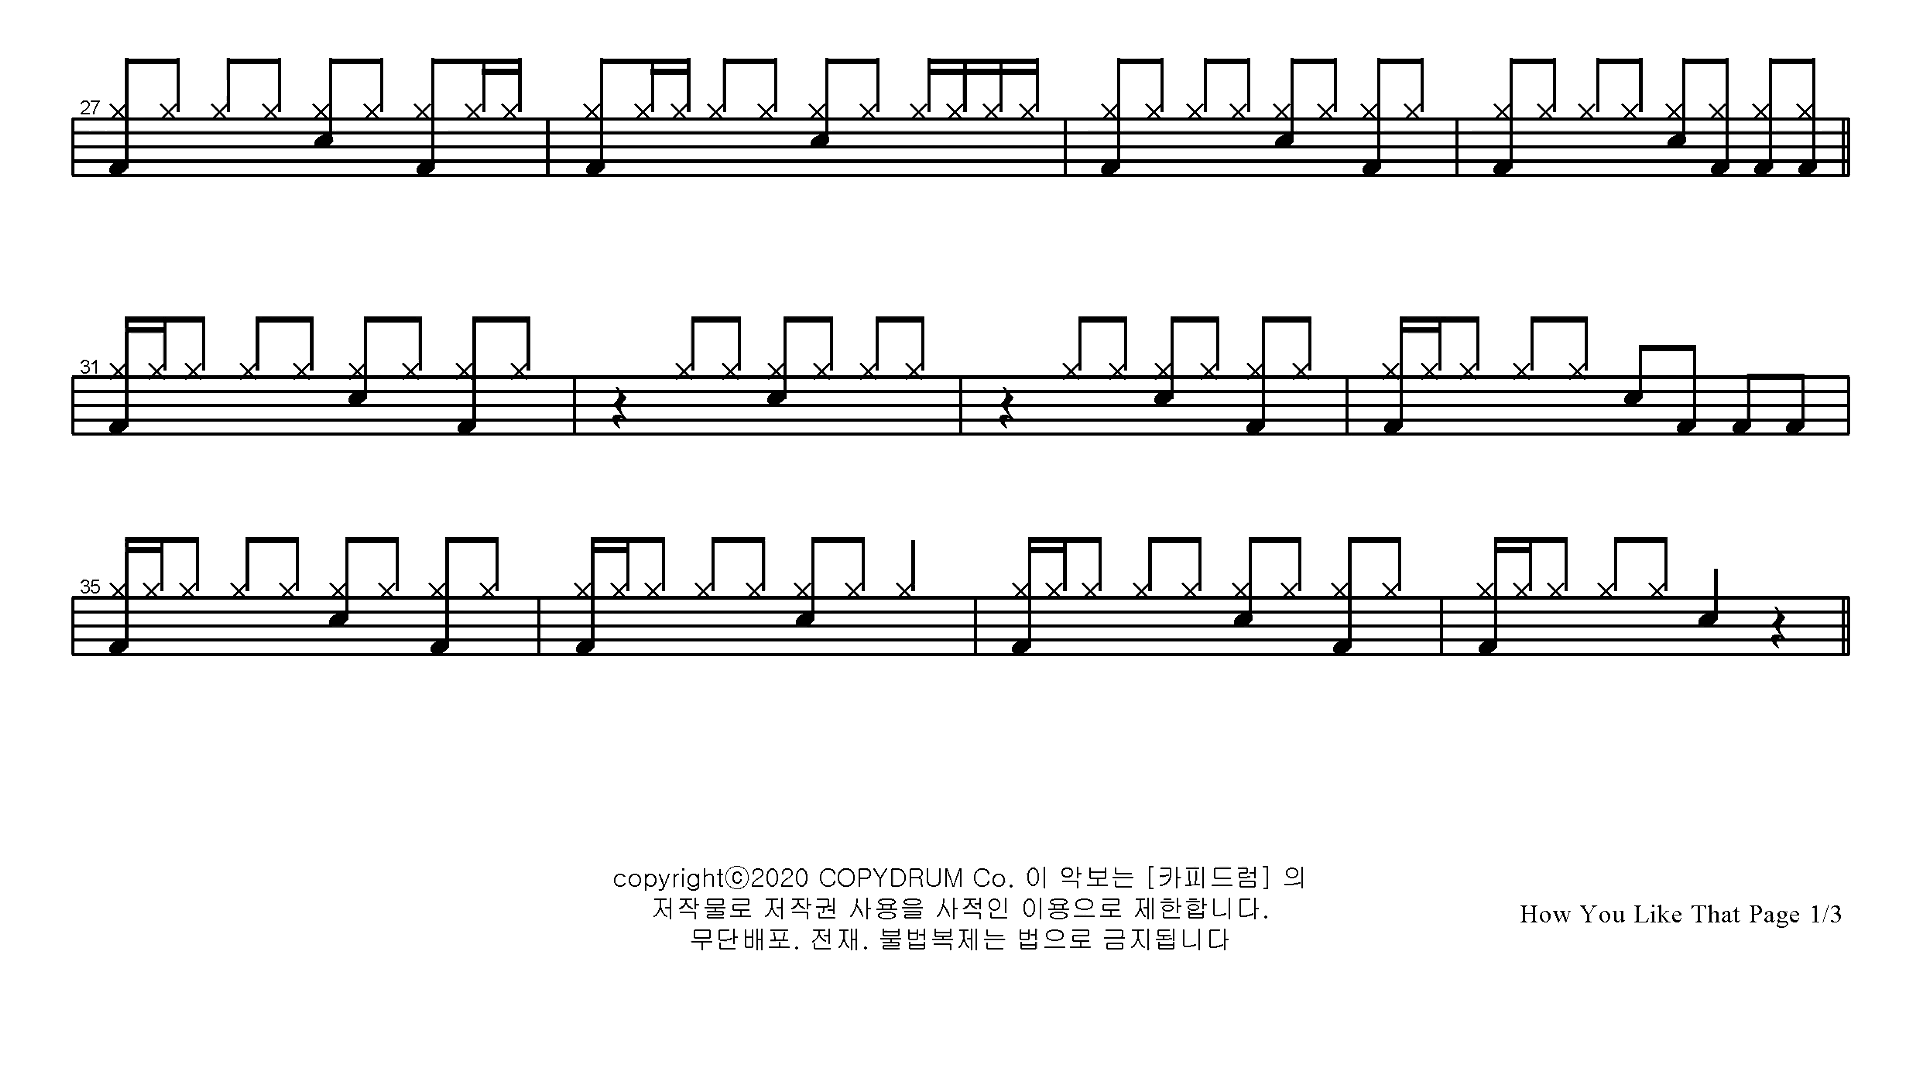 27
31
35
copyrightⓒ2020 COPYDRUM Co. 이 악보는 [카피드럼] 의
저작물로 저작권 사용을 사적인 이용으로 제한합니다.
무단배포. 전재. 불법복제는 법으로 금지됩니다
How You Like That Page 1/3